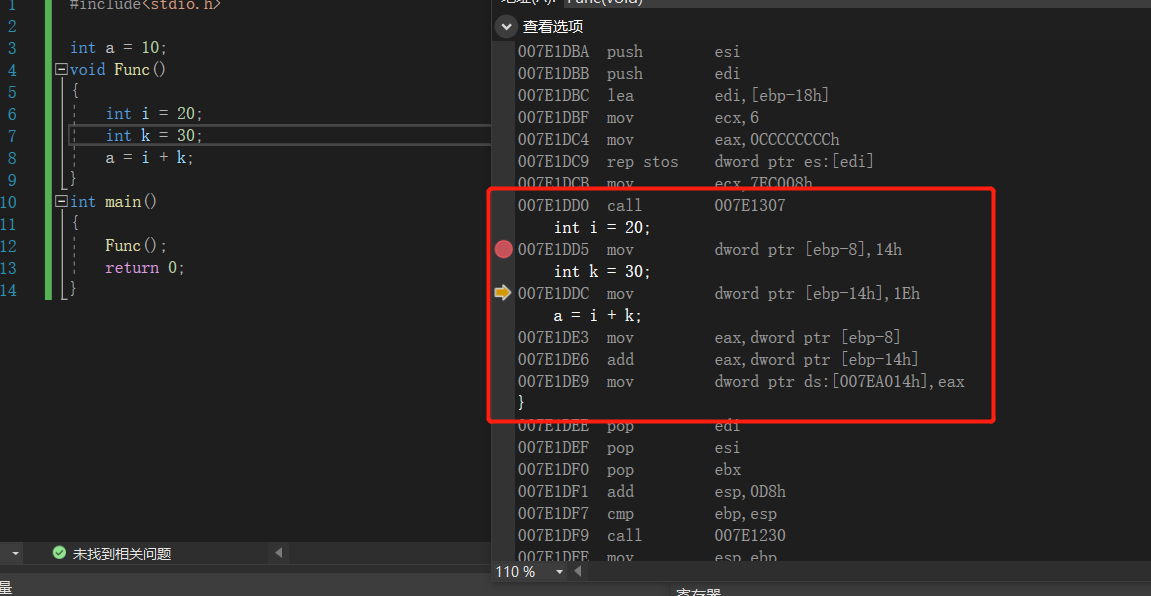 1 #include<stdio.h>
2
3 int a = 10;
4 void Func()
5 {
6 int i = 20;
7 int k = 30;
8 a = i + k;
9 }
10 int main()
11 {
12 Func();
13 return 0;
14 }
未找到相关问题
量
地址(A): Func(void)
查看选项
007E1DBA push esi
007E1DBB push edi
007E1DBC lea edi,[ebp-18h]
007E1DBF mov ecx,6
007E1DC4 mov eax,0CCCCCCCCh
007E1DC9 rep stos dword ptr es:[edi]
007E1DCB mov ecx,7EC008h
007E1DD0 call 007E1307
int i = 20;
007E1DD5 mov dword ptr [ebp-8],14h
int k = 30;
007E1DDC mov dword ptr [ebp-14h],1Eh
a = i + k;
007E1DE3 mov eax,dword ptr [ebp-8]
007E1DE6 add eax,dword ptr [ebp-14h]
007E1DE9 mov dword ptr ds:[007EA014h],eax
}
007E1DEE pop edi
007E1DEF pop esi
007E1DF0 pop ebx
007E1DF1 add esp,0D8h
007E1DF7 cmp ebp,esp
007E1DF9 call 007E1230
007E1DFE mov esp,ebp
110 %
寄存器